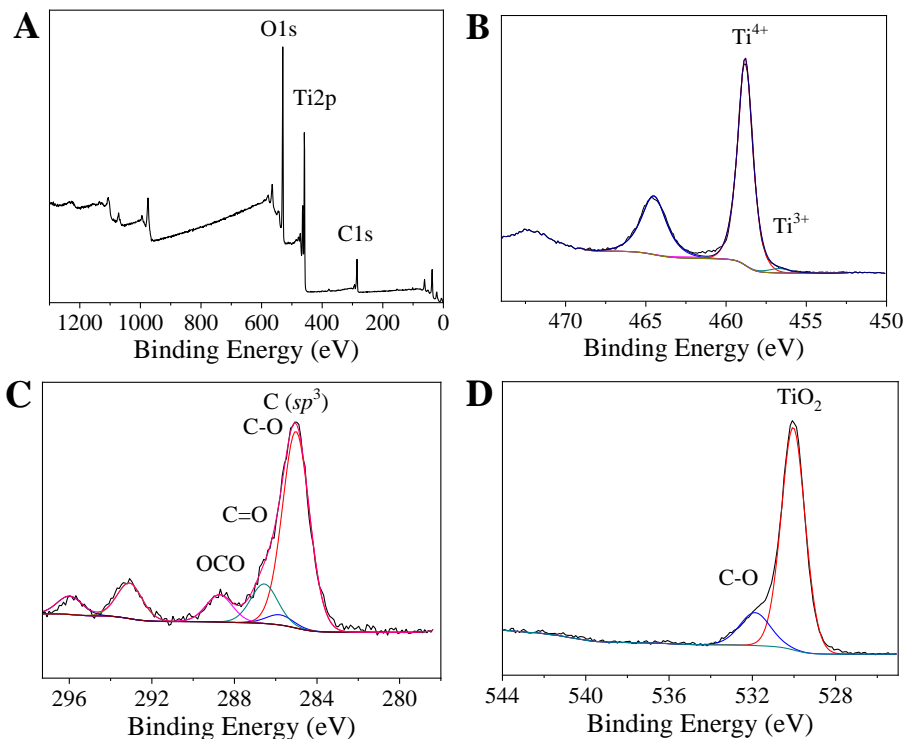 A
O1s
Ti2p
C1s
1200 1000 800 600 400 200 0
Binding Energy (eV)
B
Ti⁴⁺
Ti³⁺
470 465 460 455 450
Binding Energy (eV)
C
C (sp³)
C-O
C=O
OCO
296 292 288 284 280
Binding Energy (eV)
D
TiO₂
C-O
544 540 536 532 528
Binding Energy (eV)